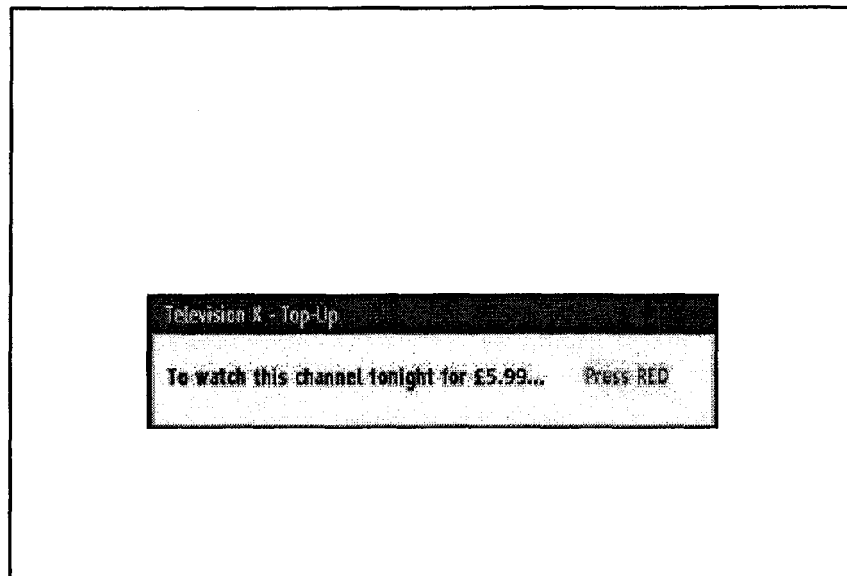 Television X - Top-Up
To watch this channel tonight for £5.99... Press RED